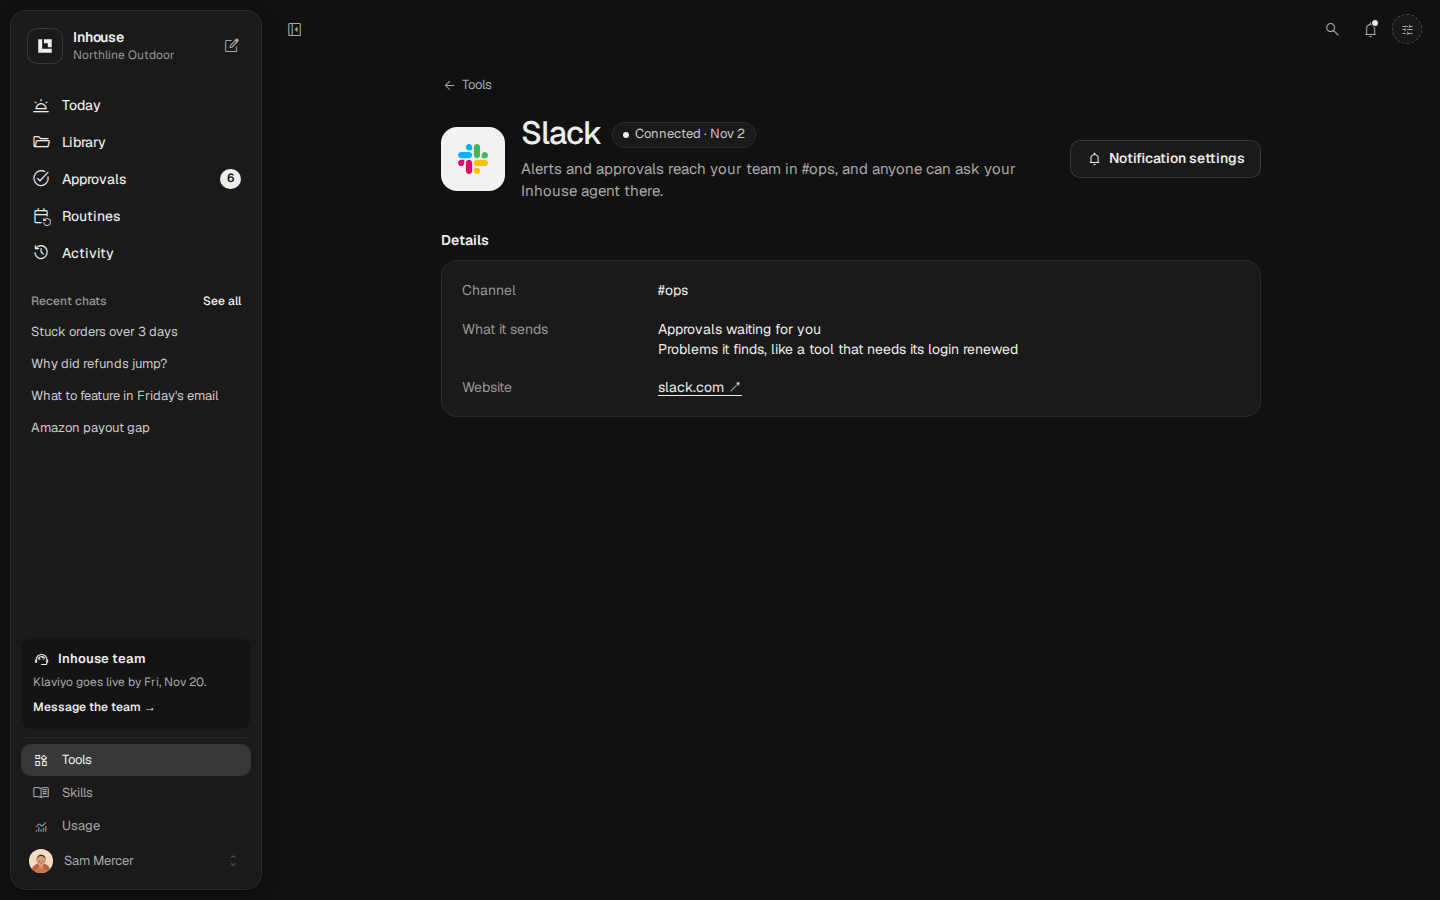 Inhouse
Northline Outdoor
Today
Library
Approvals
6
Routines
Activity
Recent chats
See all
Stuck orders over 3 days
Why did refunds jump?
What to feature in Friday's email
Amazon payout gap
Inhouse team
Klaviyo goes live by Fri, Nov 20.
Message the team →
Tools
Skills
Usage
Sam Mercer
← Tools
Slack
Connected · Nov 2
Alerts and approvals reach your team in #ops, and anyone can ask your
Inhouse agent there.
Notification settings
Details
Channel
#ops
What it sends
Approvals waiting for you
Problems it finds, like a tool that needs its login renewed
Website
slack.com ↗